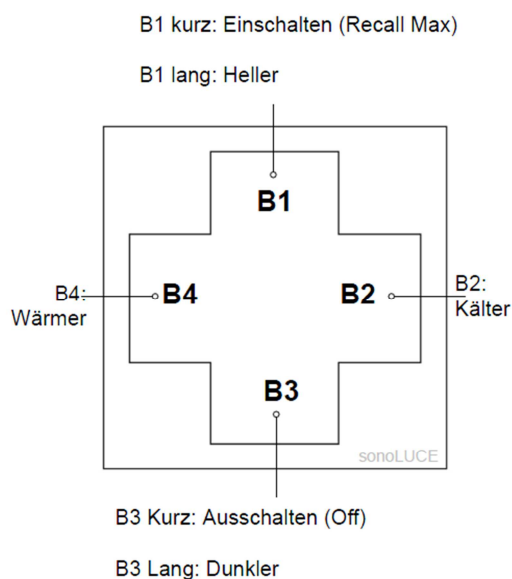 B1 kurz: Einschalten (Recall Max)
B1 lang: Heller
B1
B4:
Wärmer
B4
B2
B2:
Kälter
B3
sonoLUCE
B3 Kurz: Ausschalten (Off)
B3 Lang: Dunkler